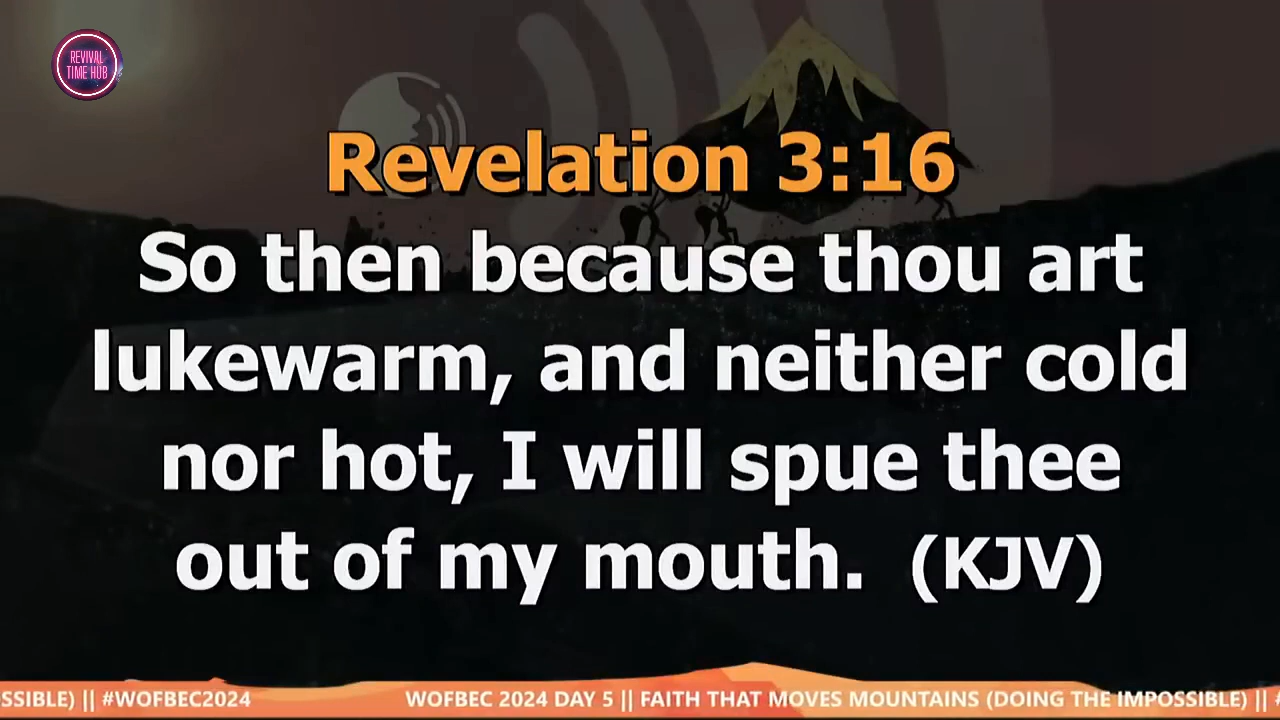 REVIVAL
TIME HUB
Revelation 3:16
So then because thou art
lukewarm, and neither cold
nor hot, I will spue thee
out of my mouth. (KJV)
SSIBLE) || #WOFBEC2024 WOFBEC 2024 DAY 5 || FAITH THAT MOVES MOUNTAINS (DOING THE IMPOSSIBLE) ||